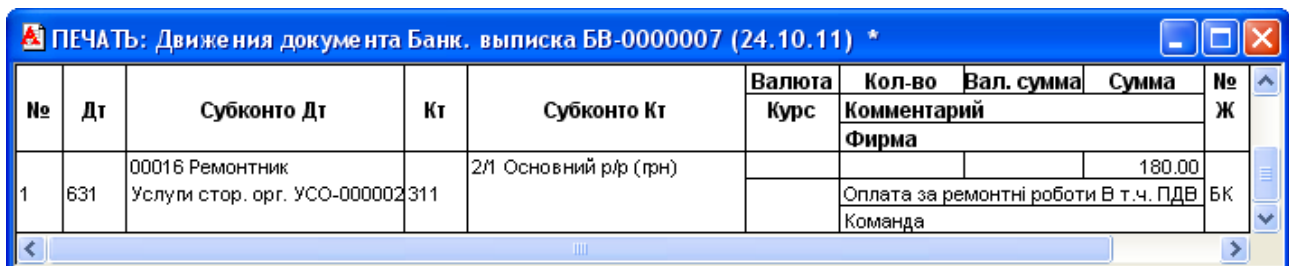 ПЕЧАТЬ: Движения документа Банк. выписка БВ-0000007 (24.10.11) *
№ Дт Субконто Дт Кт Субконто Кт Валюта Кол-во Вал. сумма Сумма №
Курс Комментарий Ж
Фирма
00016 Ремонтник 2/1 Основний р/р (грн) 180.00
1 631 Услуги стор. орг. УСО-000002 311 Оплата за ремонтні роботи В т.ч. ПДВ БК
Команда